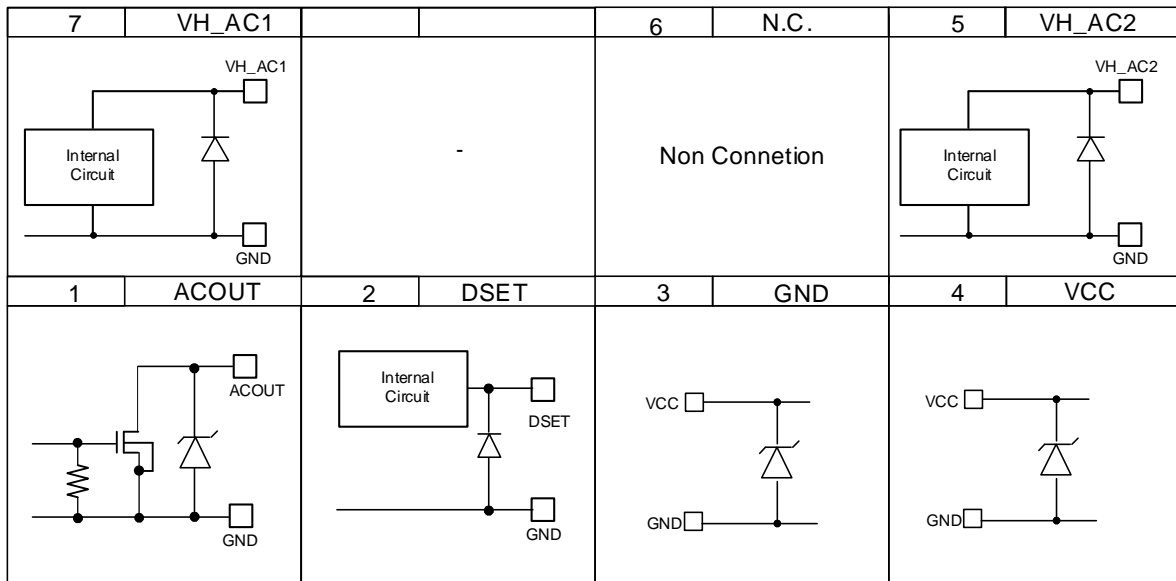 7 VH_AC1
6 N.C.
5 VH_AC2
VH_AC1
Internal
Circuit
GND
-
Non Connetion
VH_AC2
Internal
Circuit
GND
1 ACOUT
2 DSET
3 GND
4 VCC
ACOUT
GND
Internal
Circuit
DSET
GND
VCC
GND
VCC
GND